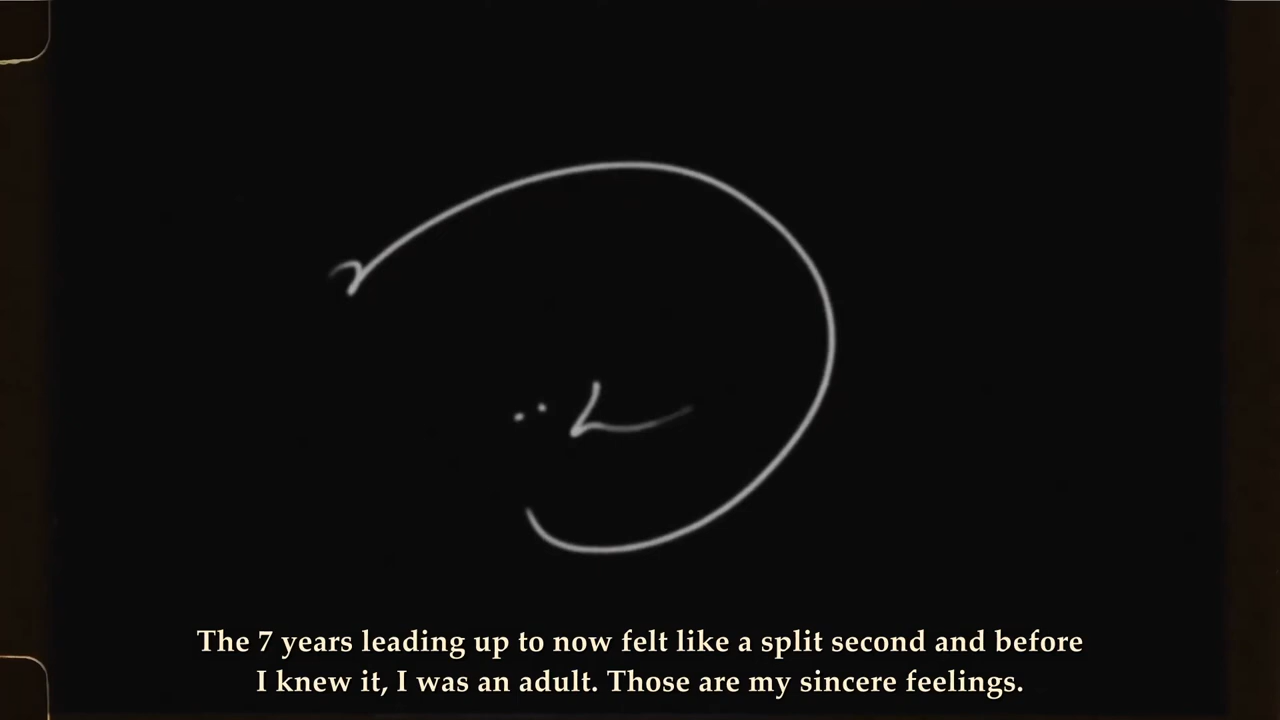 The 7 years leading up to now felt like a split second and before
I knew it, I was an adult. Those are my sincere feelings.